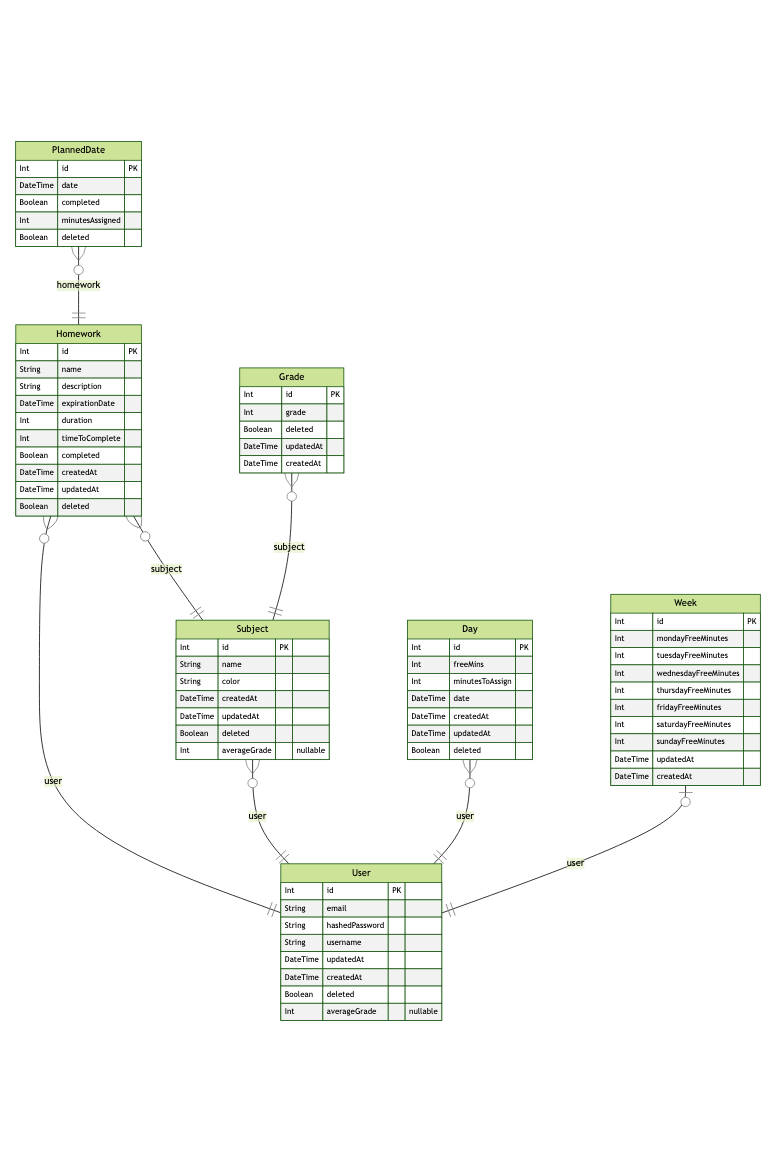 PlannedDate
Int id PK
DateTime date
Boolean completed
Int minutesAssigned
Boolean deleted
homework
Homework
Int id PK
String name
String description
DateTime expirationDate
Int duration
Int timeToComplete
Boolean completed
DateTime createdAt
DateTime updatedAt
Boolean deleted
Grade
Int id PK
Int grade
Boolean deleted
DateTime updatedAt
DateTime createdAt
subject
subject
Subject
Int id PK
String name
String color
DateTime createdAt
DateTime updatedAt
Boolean deleted
Int averageGrade nullable
Day
Int id PK
Int freeMins
Int minutesToAssign
DateTime date
DateTime createdAt
DateTime updatedAt
Boolean deleted
Week
Int id PK
Int mondayFreeMinutes
Int tuesdayFreeMinutes
Int wednesdayFreeMinutes
Int thursdayFreeMinutes
Int fridayFreeMinutes
Int saturdayFreeMinutes
Int sundayFreeMinutes
DateTime updatedAt
DateTime createdAt
user
user
user
user
User
Int id PK
String email
String hashedPassword
String username
DateTime updatedAt
DateTime createdAt
Boolean deleted
Int averageGrade nullable